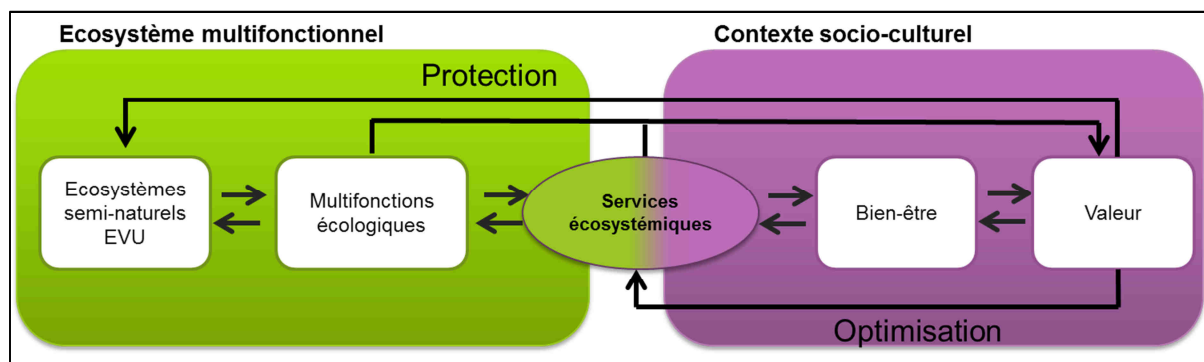 Ecosystème multifonctionnel
Contexte socio-culturel
Protection
Ecosystèmes
semi-naturels
EVU
Multifonctions
écologiques
Services
écosystémiques
Bien-être
Valeur
Optimisation